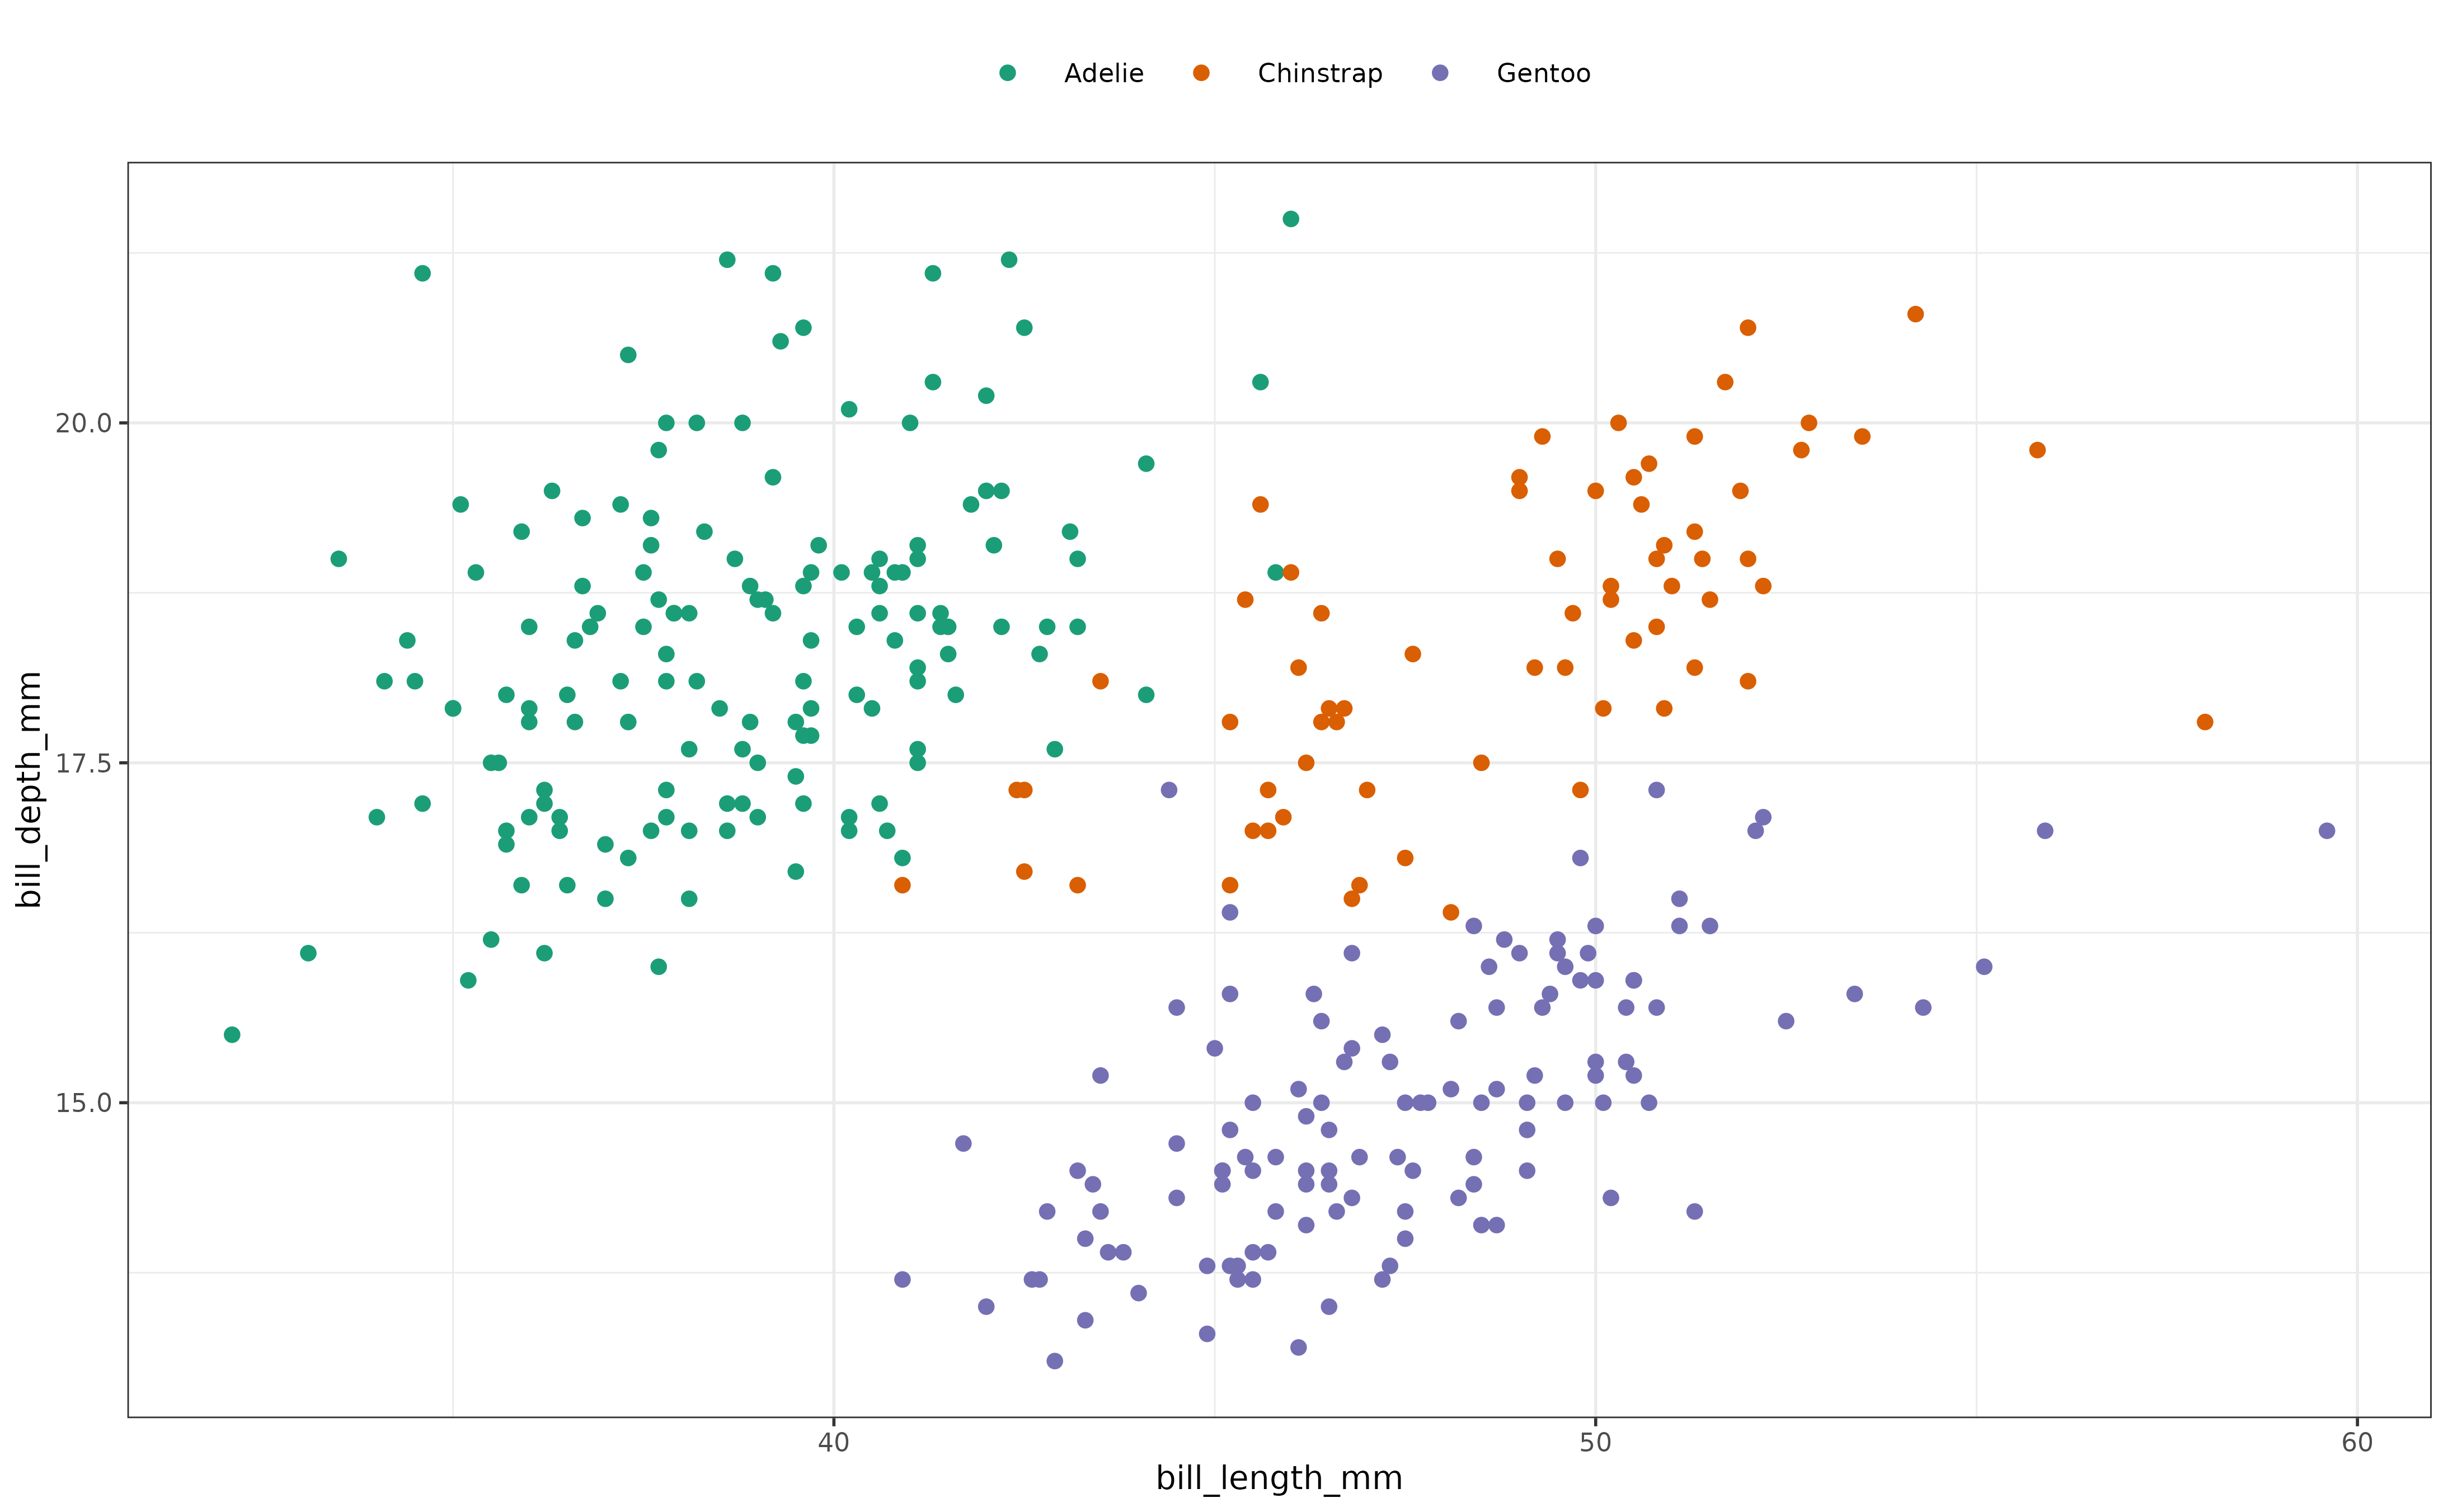 Adelie Chinstrap Gentoo
20.0
17.5
15.0
bill_depth_mm
40 50 60
bill_length_mm